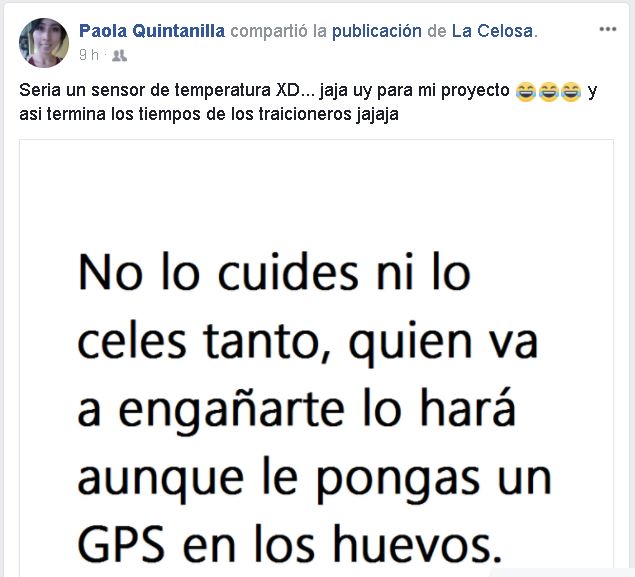 Paola Quintanilla compartió la publicación de La Celosa.
9 h ·
Seria un sensor de temperatura XD... jaja uy para mi proyecto 😂😂😂 y
asi termina los tiempos de los traicioneros jajaja
No lo cuides ni lo
celes tanto, quien va
a engañarte lo hará
aunque le pongas un
GPS en los huevos.